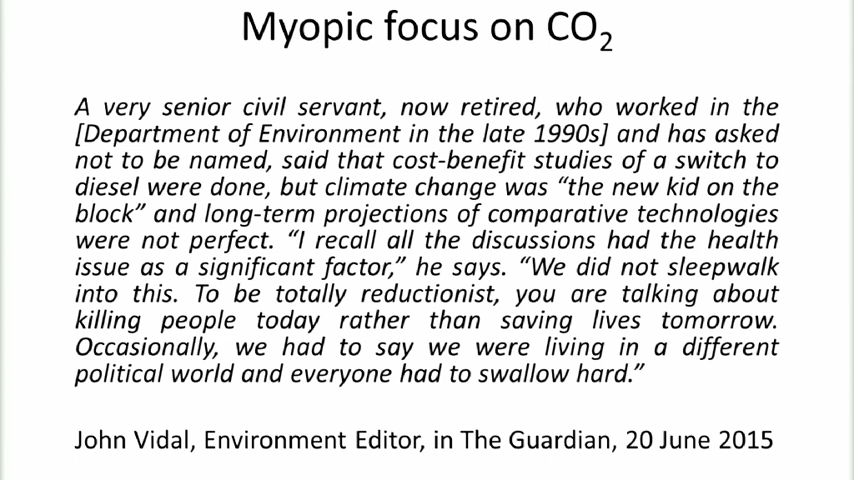 Myopic focus on CO₂
A very senior civil servant, now retired, who worked in the
[Department of Environment in the late 1990s] and has asked
not to be named, said that cost-benefit studies of a switch to
diesel were done, but climate change was “the new kid on the
block” and long-term projections of comparative technologies
were not perfect. “I recall all the discussions had the health
issue as a significant factor,” he says. “We did not sleepwalk
into this. To be totally reductionist, you are talking about
killing people today rather than saving lives tomorrow.
Occasionally, we had to say we were living in a different
political world and everyone had to swallow hard.”
John Vidal, Environment Editor, in The Guardian, 20 June 2015